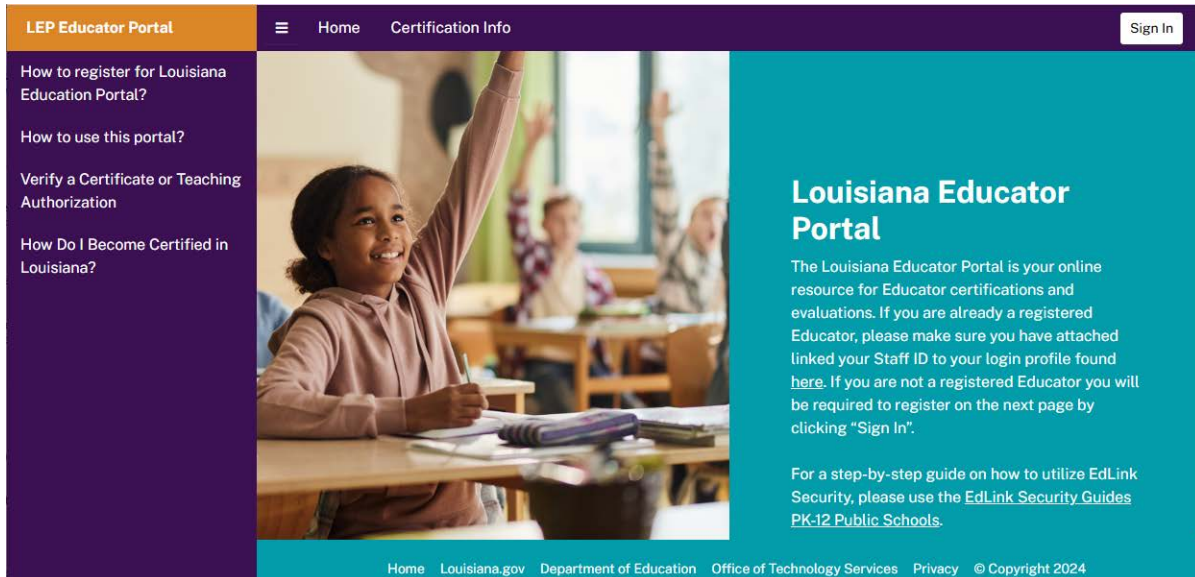 LEP Educator Portal
Home
Certification Info
Sign In
How to register for Louisiana
Education Portal?
How to use this portal?
Verify a Certificate or Teaching
Authorization
How Do I Become Certified in
Louisiana?
Louisiana Educator
Portal
The Louisiana Educator Portal is your online
resource for Educator certifications and
evaluations. If you are already a registered
Educator, please make sure you have attached
linked your Staff ID to your login profile found
here. If you are not a registered Educator you will
be required to register on the next page by
clicking “Sign In”.
For a step-by-step guide on how to utilize EdLink
Security, please use the EdLink Security Guides
PK-12 Public Schools.
Home Louisiana.gov Department of Education Office of Technology Services Privacy © Copyright 2024